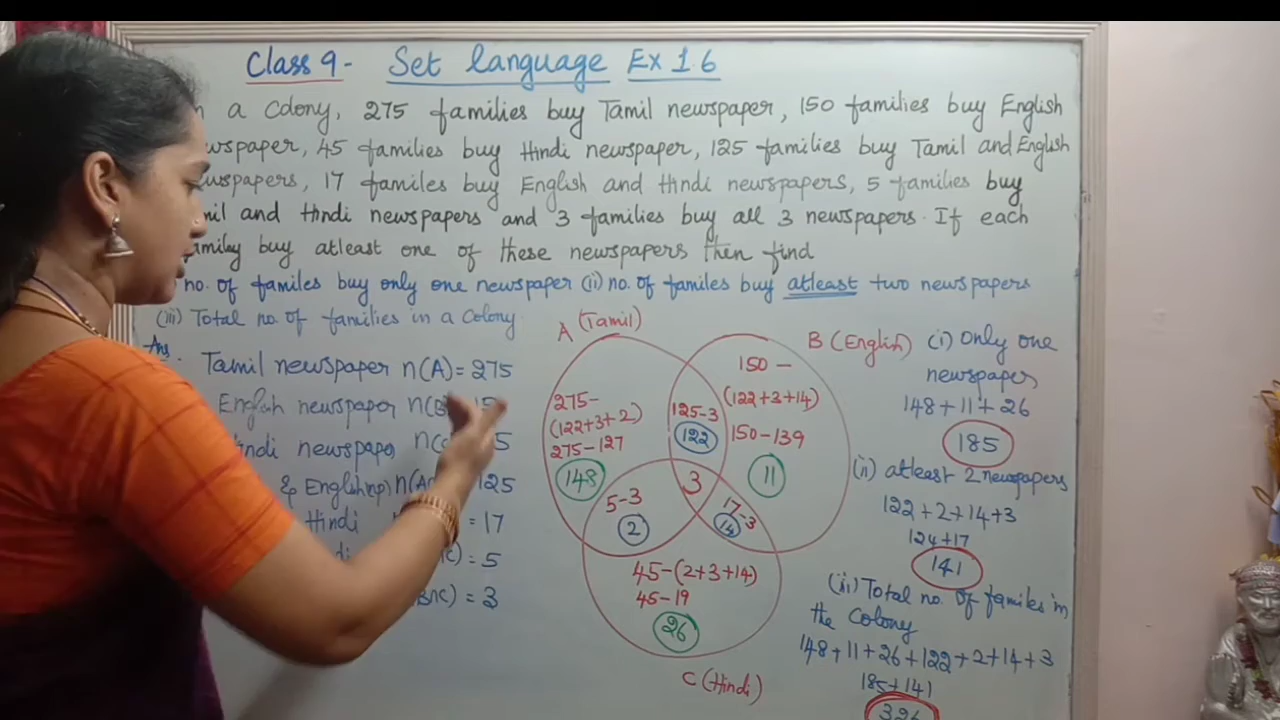 Class 9- Set language Ex 1.6
a Colony, 275 families buy Tamil newspaper, 150 families buy English
45 families buy Hindi newspaper, 125 families buy Tamil and English
17 familes buy English and Hindi newspapers, 5 families buy
and Hindi newspapers and 3 families buy all 3 newspapers. If each
buy atleast one of these newspapers then find
no. of familes buy only one newspaper (ii) no. of familes buy atleast two newspapers
(iii) Total no. of families in a Colony
Ans.
Tamil newspaper n(A) = 275
English newspaper
newspaper
& English(np) 125
Hindi = 17
= 5
= 3
A (Tamil)
B (English)
C (Hindi)
275-
(122+3+2)
275-127
148
125-3
122
150-
(122+3+14)
150-139
11
3
5-3
2
17-3
14
45-(2+3+14)
45-19
26
(i) Only one
newspaper
148+11+26
185
(ii) atleast 2 newspapers
122+2+14+3
124+17
141
(iii) Total no. of familes in
the Colony
148+11+26+122+2+14+3
185+141
326